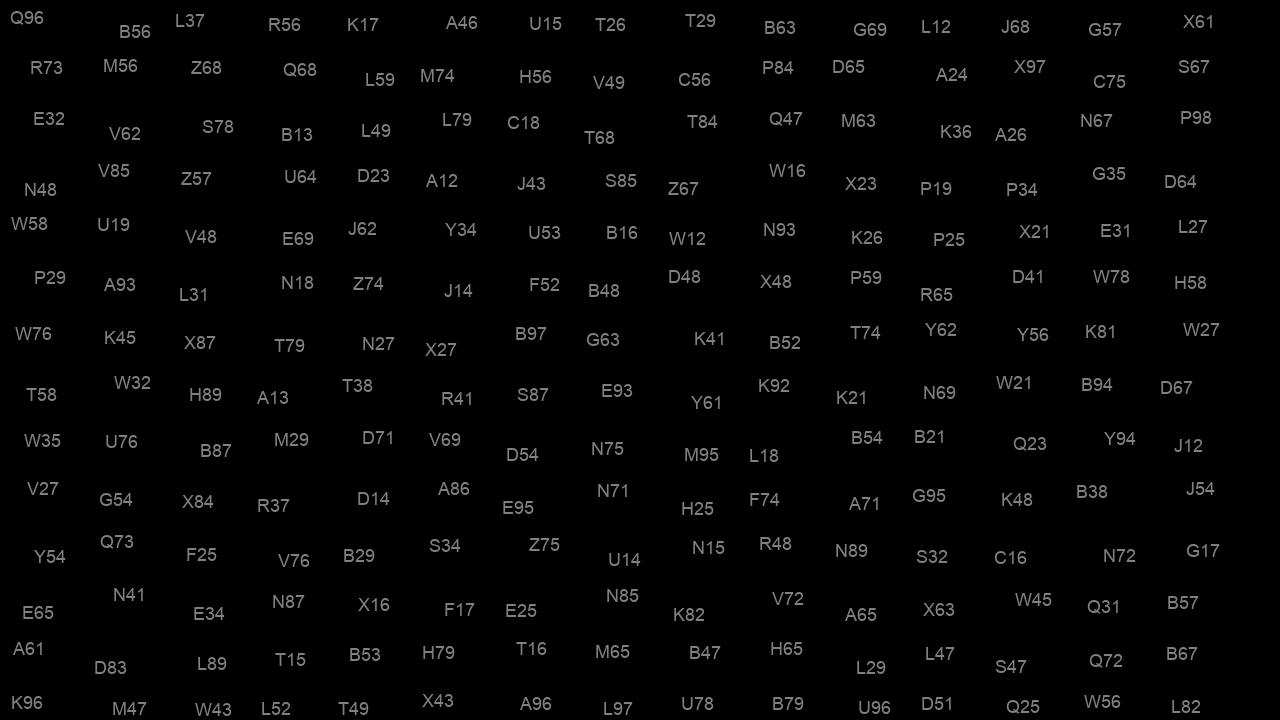 Q96 B56 L37 R56 K17 A46 U15 T26 T29 B63 G69 L12 J68 G57 X61
R73 M56 Z68 Q68 L59 M74 H56 V49 C56 P84 D65 A24 X97 C75 S67
E32 V62 S78 B13 L49 L79 C18 T68 T84 Q47 M63 K36 A26 N67 P98
N48 V85 Z57 U64 D23 A12 J43 S85 Z67 W16 X23 P19 P34 G35 D64
W58 U19 V48 E69 J62 Y34 U53 B16 W12 N93 K26 P25 X21 E31 L27
P29 A93 L31 N18 Z74 J14 F52 B48 D48 X48 P59 R65 D41 W78 H58
W76 K45 X87 T79 N27 X27 B97 G63 K41 B52 T74 Y62 Y56 K81 W27
T58 W32 H89 A13 T38 R41 S87 E93 Y61 K92 K21 N69 W21 B94 D67
W35 U76 B87 M29 D71 V69 D54 N75 M95 L18 B54 B21 Q23 Y94 J12
V27 G54 X84 R37 D14 A86 E95 N71 H25 F74 A71 G95 K48 B38 J54
Y54 Q73 F25 V76 B29 S34 Z75 U14 N15 R48 N89 S32 C16 N72 G17
E65 N41 E34 N87 X16 F17 E25 N85 K82 V72 A65 X63 W45 Q31 B57
A61 D83 L89 T15 B53 H79 T16 M65 B47 H65 L29 L47 S47 Q72 B67
K96 M47 W43 L52 T49 X43 A96 L97 U78 B79 U96 D51 Q25 W56 L82